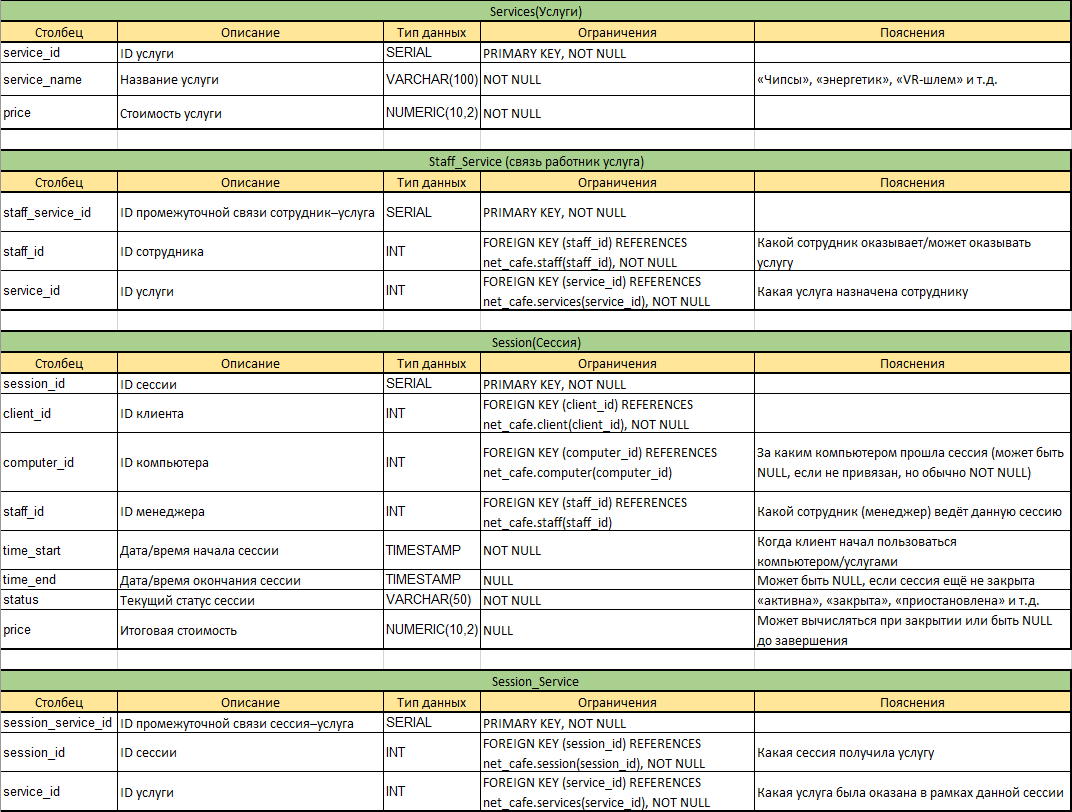 Services(Услуги)
Столбец Описание Тип данных Ограничения Пояснения
service_id ID услуги SERIAL PRIMARY KEY, NOT NULL
service_name Название услуги VARCHAR(100) NOT NULL «Чипсы», «энергетик», «VR-шлем» и т.д.
price Стоимость услуги NUMERIC(10,2) NOT NULL
Staff_Service (связь работник услуга)
Столбец Описание Тип данных Ограничения Пояснения
staff_service_id ID промежуточной связи сотрудник–услуга SERIAL PRIMARY KEY, NOT NULL
staff_id ID сотрудника INT FOREIGN KEY (staff_id) REFERENCES
net_cafe.staff(staff_id), NOT NULL Какой сотрудник оказывает/может оказывать
услугу
service_id ID услуги INT FOREIGN KEY (service_id) REFERENCES
net_cafe.services(service_id), NOT NULL Какая услуга назначена сотруднику
Session(Сессия)
Столбец Описание Тип данных Ограничения Пояснения
session_id ID сессии SERIAL PRIMARY KEY, NOT NULL
client_id ID клиента INT FOREIGN KEY (client_id) REFERENCES
net_cafe.client(client_id), NOT NULL
computer_id ID компьютера INT FOREIGN KEY (computer_id) REFERENCES
net_cafe.computer(computer_id) За каким компьютером прошла сессия (может быть
NULL, если не привязан, но обычно NOT NULL)
staff_id ID менеджера INT FOREIGN KEY (staff_id) REFERENCES
net_cafe.staff(staff_id) Какой сотрудник (менеджер) ведёт данную сессию
time_start Дата/время начала сессии TIMESTAMP NOT NULL Когда клиент начал пользоваться
компьютером/услугами
time_end Дата/время окончания сессии TIMESTAMP NULL Может быть NULL, если сессия ещё не закрыта
status Текущий статус сессии VARCHAR(50) NOT NULL «активна», «закрыта», «приостановлена» и т.д.
price Итоговая стоимость NUMERIC(10,2) NULL Может вычисляться при закрытии или быть NULL
до завершения
Session_Service
Столбец Описание Тип данных Ограничения Пояснения
session_service_id ID промежуточной связи сессия–услуга SERIAL PRIMARY KEY, NOT NULL
session_id ID сессии INT FOREIGN KEY (session_id) REFERENCES
net_cafe.session(session_id), NOT NULL Какая сессия получила услугу
service_id ID услуги INT FOREIGN KEY (service_id) REFERENCES
net_cafe.services(service_id), NOT NULL Какая услуга была оказана в рамках данной сессии